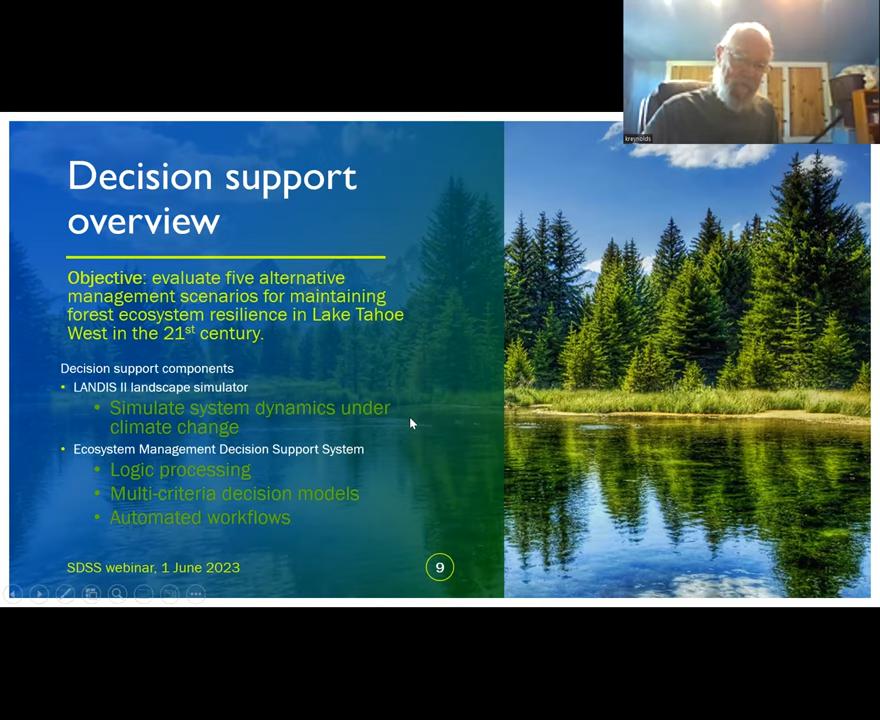 kreynolds
Decision support
overview
Objective: evaluate five alternative
management scenarios for maintaining
forest ecosystem resilience in Lake Tahoe
West in the 21st century.
Decision support components
• LANDIS II landscape simulator
• Simulate system dynamics under
climate change
• Ecosystem Management Decision Support System
• Logic processing
• Multi-criteria decision models
• Automated workflows
SDSS webinar, 1 June 2023
9